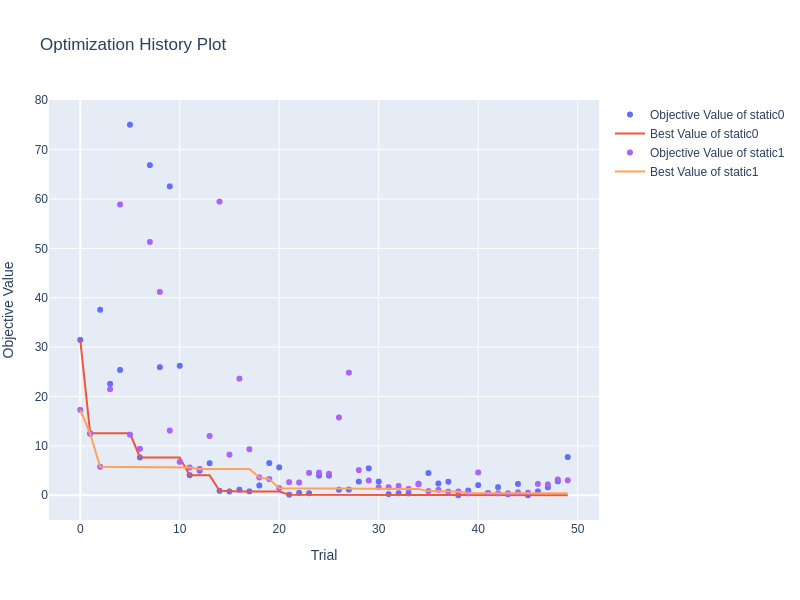 Optimization History Plot
Objective Value of static0
Best Value of static0
Objective Value of static1
Best Value of static1
80
70
60
50
40
30
20
10
0
Objective Value
0 10 20 30 40 50
Trial